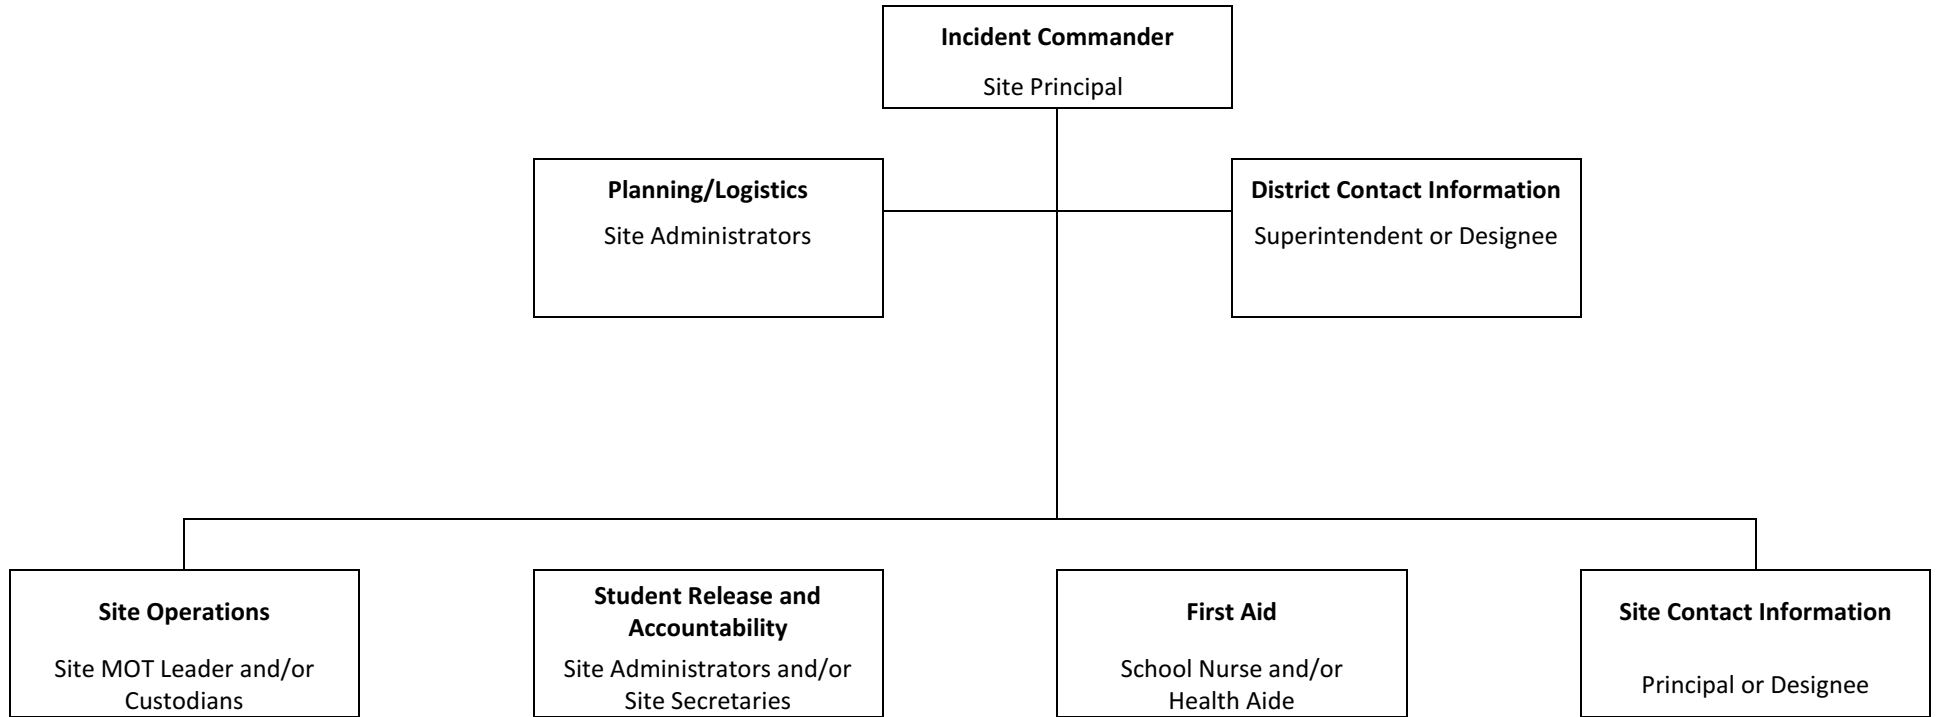 Incident Commander
Site Principal
Planning/Logistics
Site Administrators
District Contact Information
Superintendent or Designee
Site Operations
Site MOT Leader and/or
Custodians
Student Release and
Accountability
Site Administrators and/or
Site Secretaries
First Aid
School Nurse and/or
Health Aide
Site Contact Information
Principal or Designee